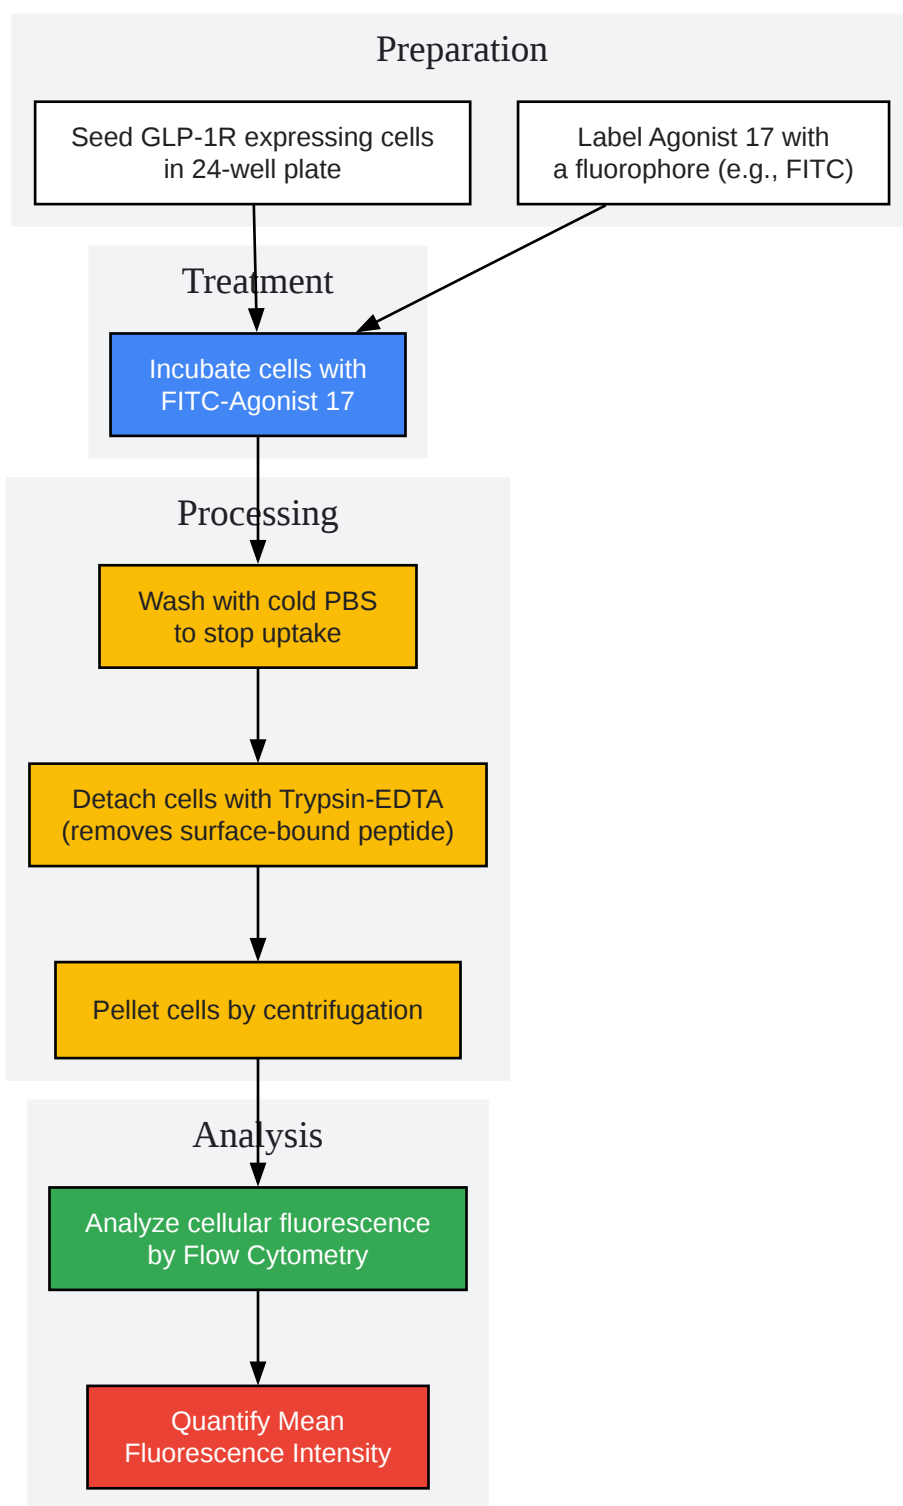 Preparation
Seed GLP-1R expressing cells
in 24-well plate
Label Agonist 17 with
a fluorophore (e.g., FITC)
Treatment
Incubate cells with
FITC-Agonist 17
Processing
Wash with cold PBS
to stop uptake
Detach cells with Trypsin-EDTA
(removes surface-bound peptide)
Pellet cells by centrifugation
Analysis
Analyze cellular fluorescence
by Flow Cytometry
Quantify Mean
Fluorescence Intensity